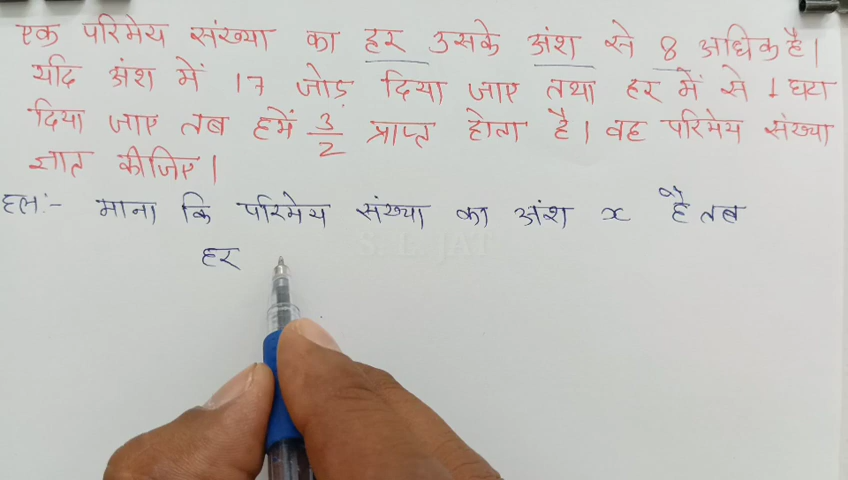 एक परिमेय संख्या का हर उसके अंश से 8 अधिक है।
यदि अंश में 17 जोड़ दिया जाए तथा हर में से 1 घटा
दिया जाए तब हमें 3/2 प्राप्त होता है। वह परिमेय संख्या
ज्ञात कीजिए।
हल:- माना कि परिमेय संख्या का अंश x है तब
हर
S. L. JAT